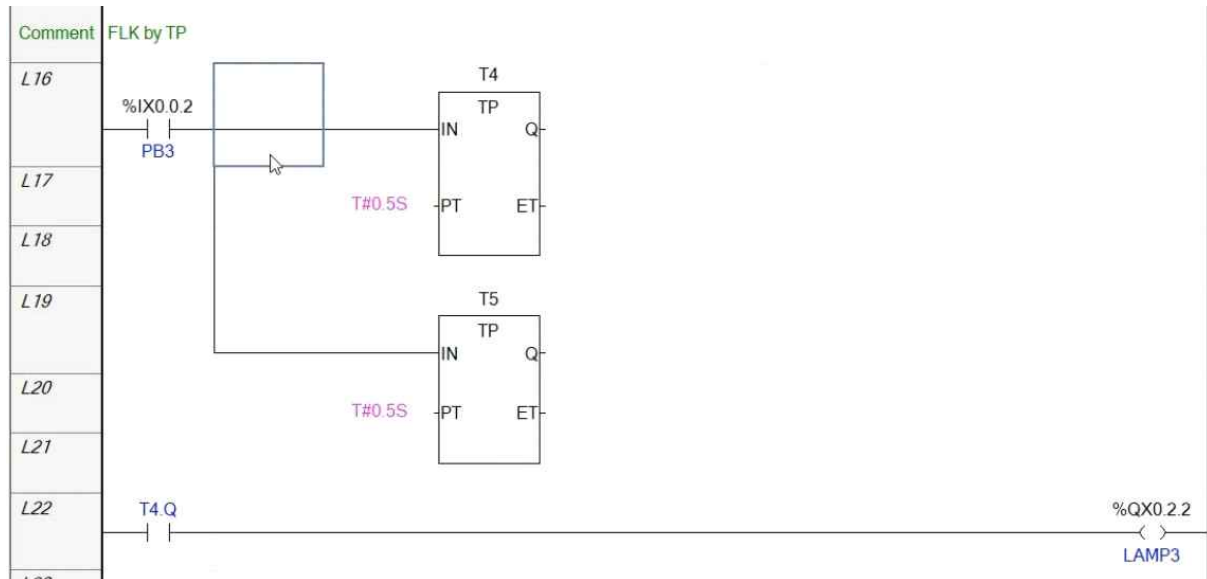 Comment FLK by TP
L16
%IX0.0.2
PB3
T4
TP
IN Q
L17
T#0.5S PT ET
L18
L19
T5
TP
IN Q
L20
T#0.5S PT ET
L21
L22
T4.Q
%QX0.2.2
LAMP3